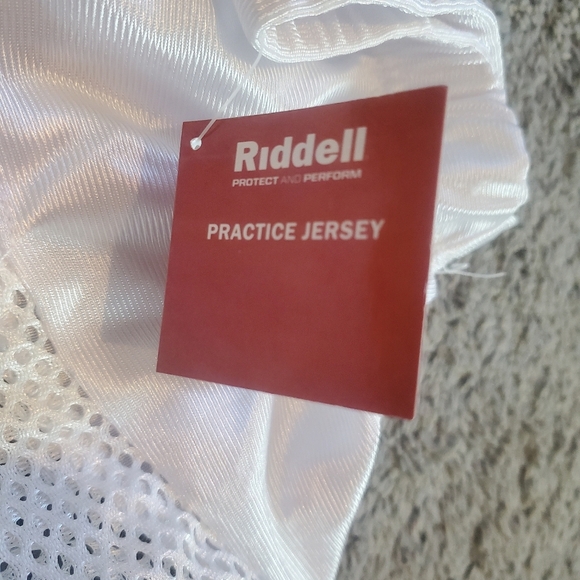 Riddell
PROTECT AND PERFORM
PRACTICE JERSEY